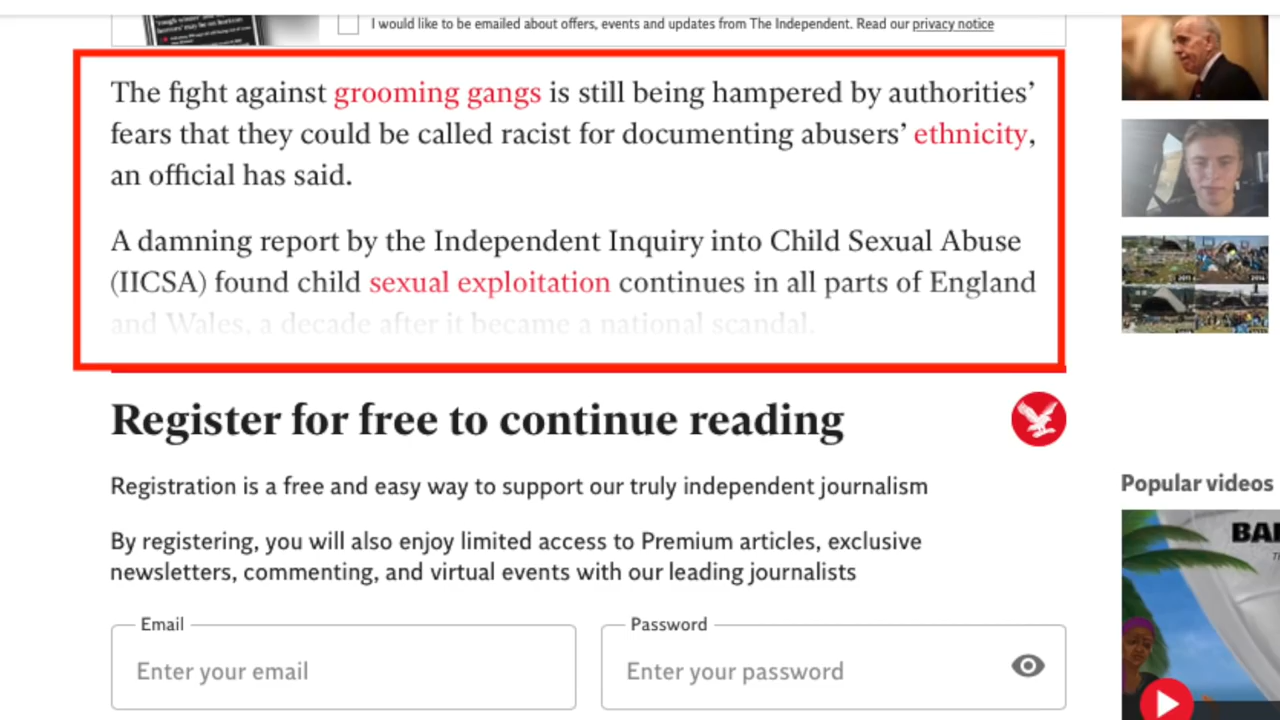 I would like to be emailed about offers, events and updates from The Independent. Read our privacy notice
The fight against grooming gangs is still being hampered by authorities’
fears that they could be called racist for documenting abusers’ ethnicity,
an official has said.
A damning report by the Independent Inquiry into Child Sexual Abuse
(IICSA) found child sexual exploitation continues in all parts of England
and Wales, a decade after it became a national scandal.
Register for free to continue reading
Registration is a free and easy way to support our truly independent journalism
By registering, you will also enjoy limited access to Premium articles, exclusive
newsletters, commenting, and virtual events with our leading journalists
Email
Password
Enter your email
Enter your password
Popular videos